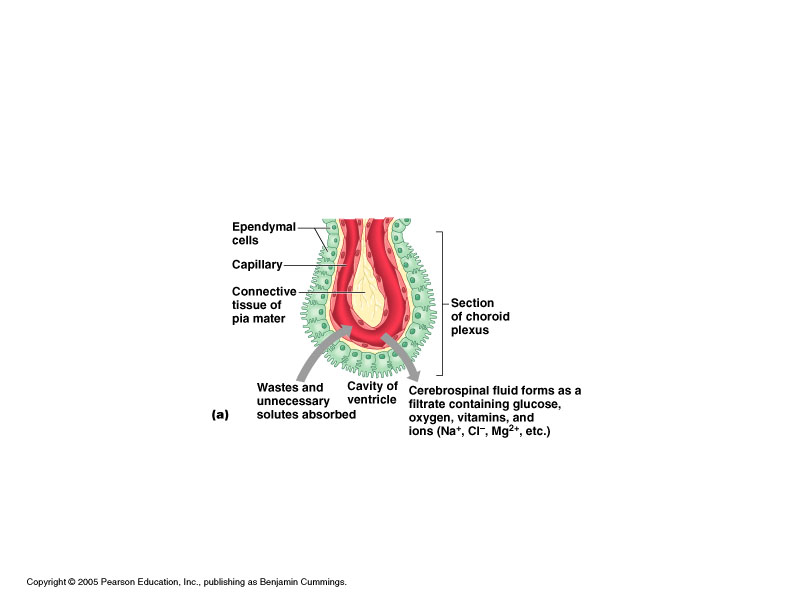 Ependymal
cells
Capillary
Connective
tissue of
pia mater
Section
of choroid
plexus
Wastes and
unnecessary
solutes absorbed
Cavity of
ventricle
Cerebrospinal fluid forms as a
filtrate containing glucose,
oxygen, vitamins, and
ions (Na⁺, Cl⁻, Mg²⁺, etc.)
(a)
Copyright © 2005 Pearson Education, Inc., publishing as Benjamin Cummings.